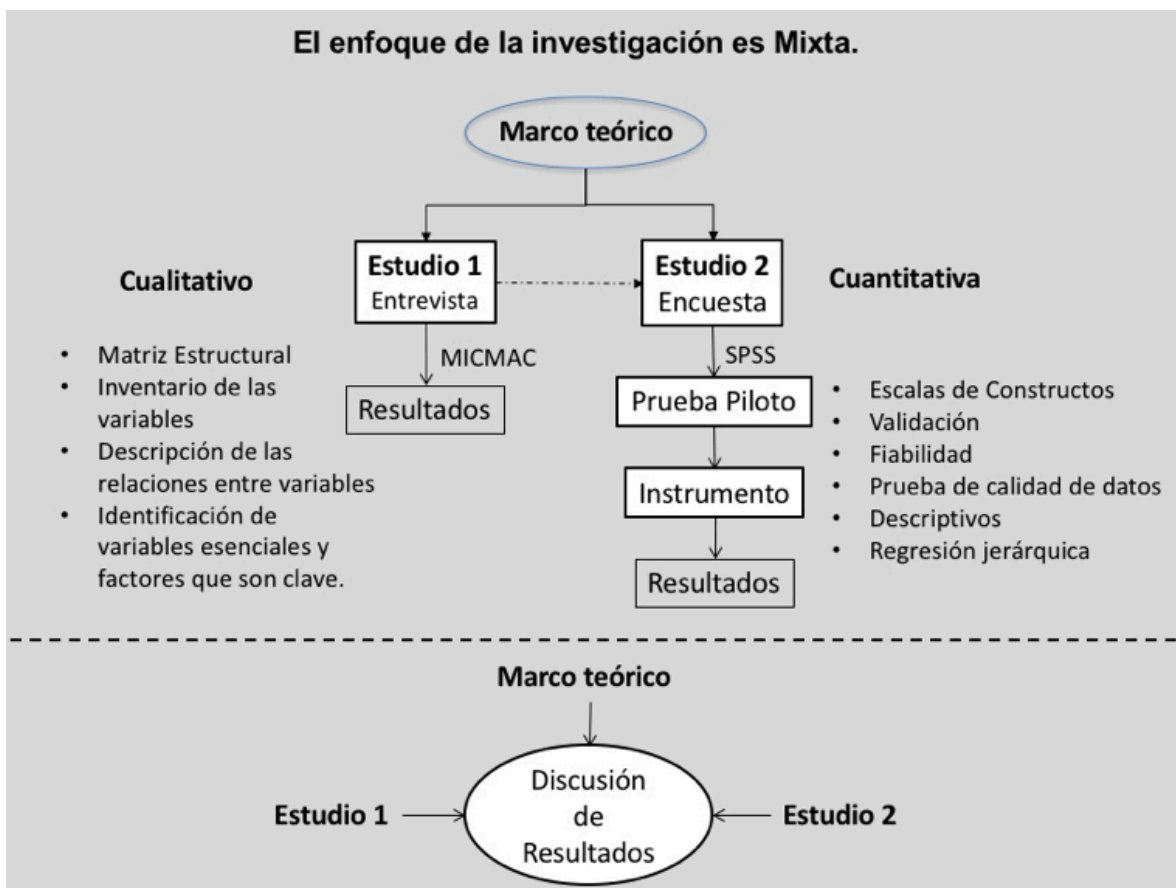 El enfoque de la investigación es Mixta.
Marco teórico
Cualitativo
Estudio 1
Entrevista
Estudio 2
Encuesta
Cuantitativa
• Matriz Estructural
• Inventario de las
variables
• Descripción de las
relaciones entre variables
• Identificación de
variables esenciales y
factores que son clave.
MICMAC
Resultados
SPSS
Prueba Piloto
Instrumento
Resultados
• Escalas de Constructos
• Validación
• Fiabilidad
• Prueba de calidad de datos
• Descriptivos
• Regresión jerárquica
Marco teórico
Estudio 1
Discusión
de
Resultados
Estudio 2